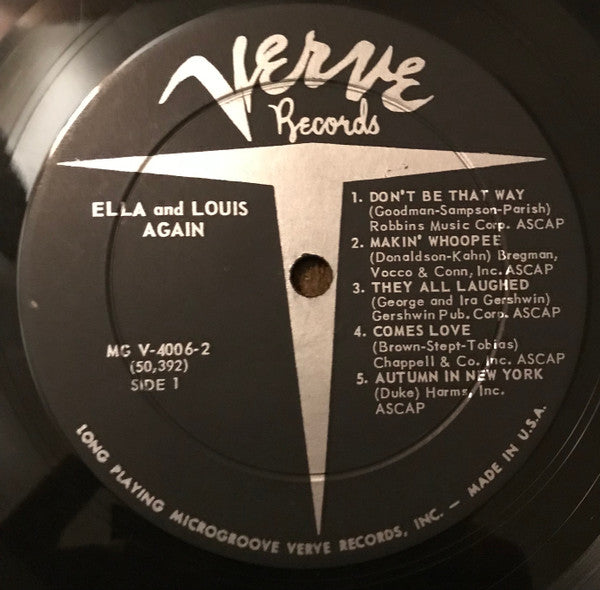 Verve
Records
ELLA and LOUIS
AGAIN
MG V-4006-2
(50,392)
SIDE 1
1. DON'T BE THAT WAY
(Goodman-Sampson-Parish)
Robbins Music Corp. ASCAP
2. MAKIN' WHOOPEE
(Donaldson-Kahn) Bregman,
Vocco & Conn, Inc. ASCAP
3. THEY ALL LAUGHED
(George and Ira Gershwin)
Gershwin Pub. Corp. ASCAP
4. COMES LOVE
(Brown-Stept-Tobias)
Chappell & Co. Inc. ASCAP
5. AUTUMN IN NEW YORK
(Duke) Harms, Inc.
ASCAP
LONG PLAYING MICROGROOVE VERVE RECORDS, INC. — MADE IN U.S.A.